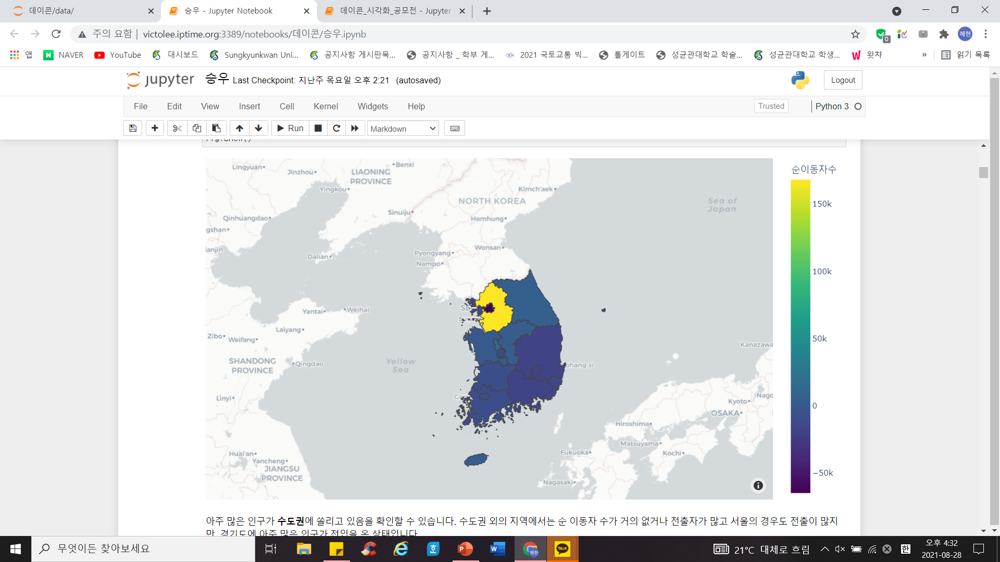 데이콘/data/
승우 - Jupyter Notebook
데이콘_시각화_공모전 - Jupyter
주의 요함
victolee.iptime.org:3389/notebooks/데이콘/승우.ipynb
0
혜현
앱
NAVER
YouTube
대시보드
Sungkyunkwan Uni...
공지사항 게시판목...
공지사항 _ 학부 게...
2021 국토교통 빅...
톨게이트
성균관대학교 학술...
성균관대학교 학생...
왓챠
»
읽기 목록
jupyter
승우 Last Checkpoint: 지난주 목요일 오후 2:21 (autosaved)
Logout
File Edit View Insert Cell Kernel Widgets Help
Trusted
Python 3
Run
Markdown
순이동자수
150k
100k
50k
0
−50k
Lingyuan
Jinzhou
Benxi
LIAONING
PROVINCE
Yingkou
Kimch'aek
NORTH KOREA
Sea of
Japan
Sinuiju
Qinhuangdao
Hamhung
gshan
ianjin
Wonsan
Pyongyang
Dalian
Nampo
SE
Yantai
Weihai
Laiyang
Zibo
Weifang
Kanazawa
SHANDONG
PROVINCE
Qingdao
Yellow
Sea
ohang-si
Linyi
Kyoto
Nago
OSAKA
Hiroshima
Matsuyama
Fukuoka
Kochi
Huai'an
Yancheng
JIANGSU
PROVINCE
Nagasaki
아주 많은 인구가 수도권에 쏠리고 있음을 확인할 수 있습니다. 수도권 외의 지역에서는 순 이동자 수가 거의 없거나 전출자가 많고 서울의 경우도 전출이 많지
만, 경기도에 아주 많은 인구가 전입을 온 상태입니다
무엇이든 찾아보세요
호
TALK
혜현
21°C 대체로 흐림
한
오후 4:32
2021-08-28